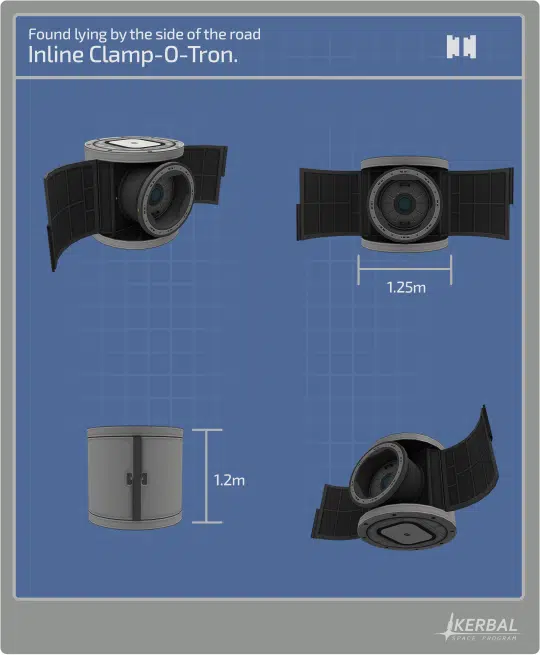 Found lying by the side of the road
Inline Clamp-O-Tron.
1.25m
1.2m
KERBAL
SPACE PROGRAM